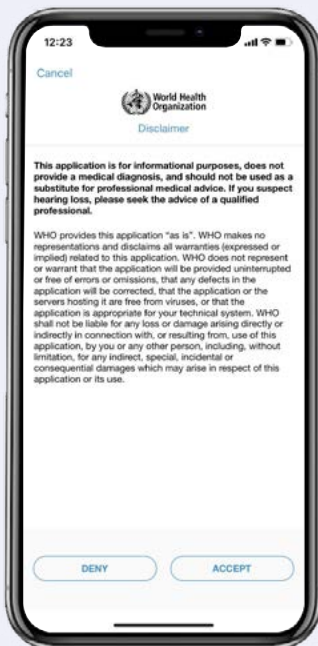 12:23
Cancel
World Health
Organization
Disclaimer
This application is for informational purposes, does not
provide a medical diagnosis, and should not be used as a
substitute for professional medical advice. If you suspect
hearing loss, please seek the advice of a qualified
professional.
WHO provides this application "as is". WHO makes no
representations and disclaims all warranties (expressed or
implied) related to this application. WHO does not represent
or warrant that the application will be provided uninterrupted
or free of errors or omissions, that any defects in the
application will be corrected, that the application or the
servers hosting it are free from viruses, or that the
application is appropriate for your technical system. WHO
shall not be liable for any loss or damage arising directly or
indirectly in connection with, or resulting from, use of this
application, by you or any other person, including, without
limitation, for any indirect, special, incidental or
consequential damages which may arise in respect of this
application or its use.
DENY ACCEPT